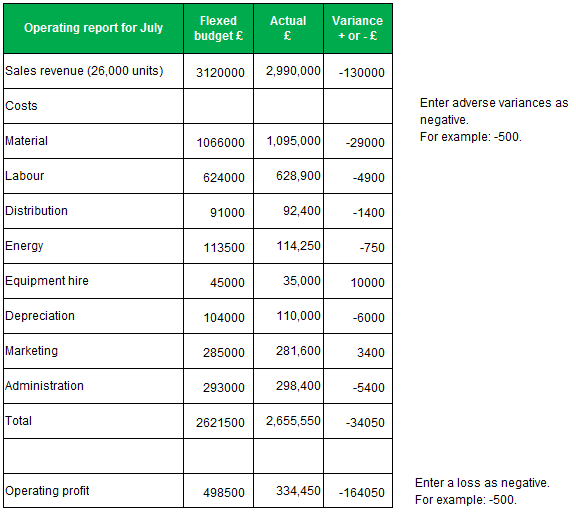 Operating report for July Flexed budget £ Actual £ Variance + or - £
Sales revenue (26,000 units) 3120000 2,990,000 -130000
Costs
Material 1066000 1,095,000 -29000
Labour 624000 628,900 -4900
Distribution 91000 92,400 -1400
Energy 113500 114,250 -750
Equipment hire 45000 35,000 10000
Depreciation 104000 110,000 -6000
Marketing 285000 281,600 3400
Administration 293000 298,400 -5400
Total 2621500 2,655,550 -34050
Operating profit 498500 334,450 -164050
Enter adverse variances as
negative.
For example: -500.
Enter a loss as negative.
For example: -500.